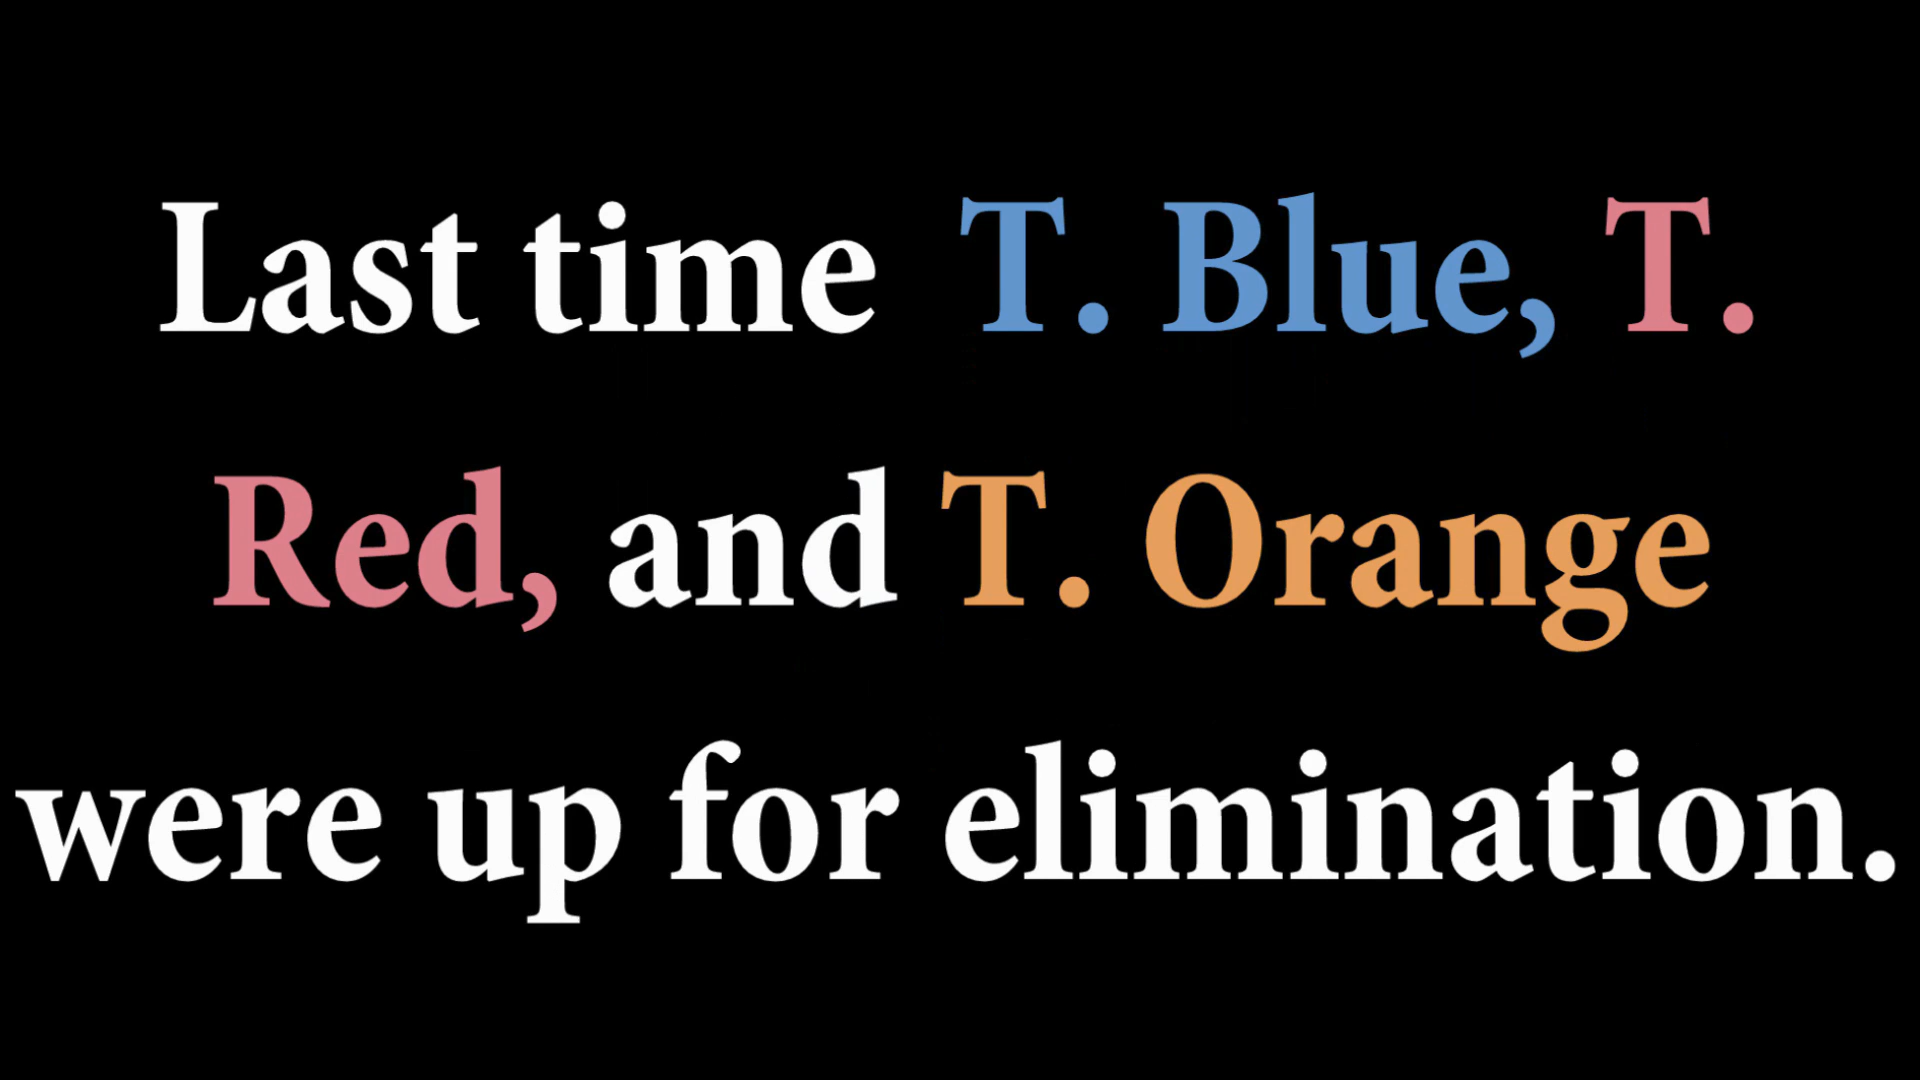 Last time T. Blue, T.
Red, and T. Orange
were up for elimination.